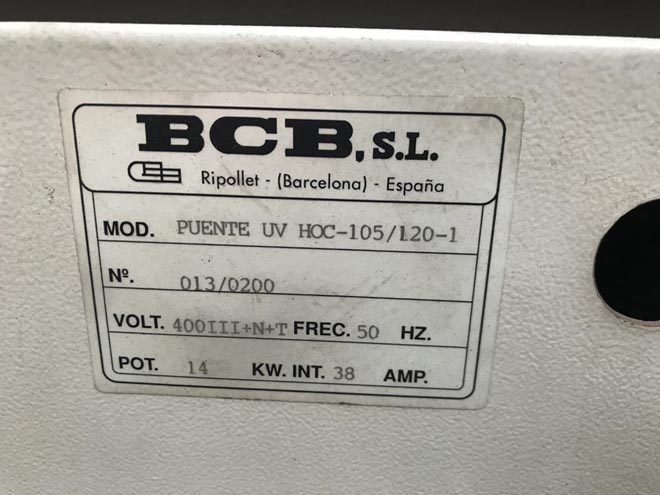 BCB, S.L.
Ripollet - (Barcelona) - España
MOD. PUENTE UV HOC-105/120-1
Nº. 013/0200
VOLT. 400III+N+T FREC. 50 HZ.
POT. 14 KW. INT. 38 AMP.